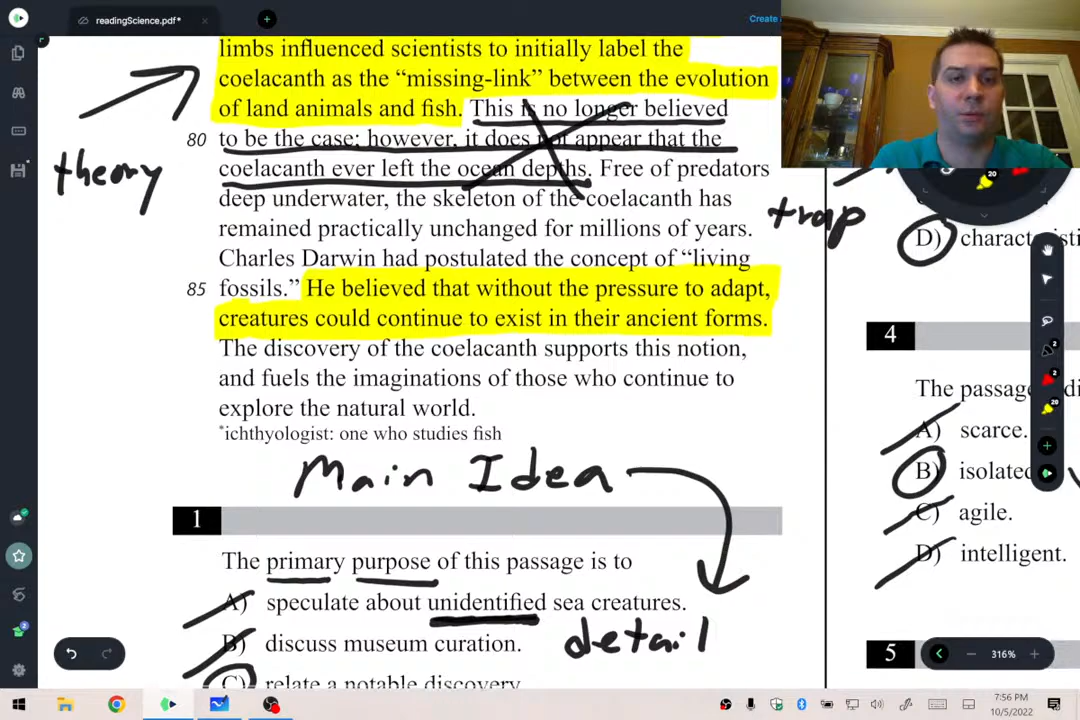 readingScience.pdf*
Create
limbs influenced scientists to initially label the
coelacanth as the “missing-link” between the evolution
of land animals and fish. This is no longer believed
80 to be the case; however, it does not appear that the
coelacanth ever left the ocean depths. Free of predators
deep underwater, the skeleton of the coelacanth has
remained practically unchanged for millions of years.
Charles Darwin had postulated the concept of “living
85 fossils.” He believed that without the pressure to adapt,
creatures could continue to exist in their ancient forms.
The discovery of the coelacanth supports this notion,
and fuels the imaginations of those who continue to
explore the natural world.
*ichthyologist: one who studies fish
theory
Main Idea
1
The primary purpose of this passage is to
A) speculate about unidentified sea creatures.
detail
B) discuss museum curation.
C) relate a notable discovery
trap
D) characteristi
4
The passage di
A) scarce.
B) isolated
C) agile.
D) intelligent.
5
20
2
2
20
2
316%
7:56 PM
10/5/2022